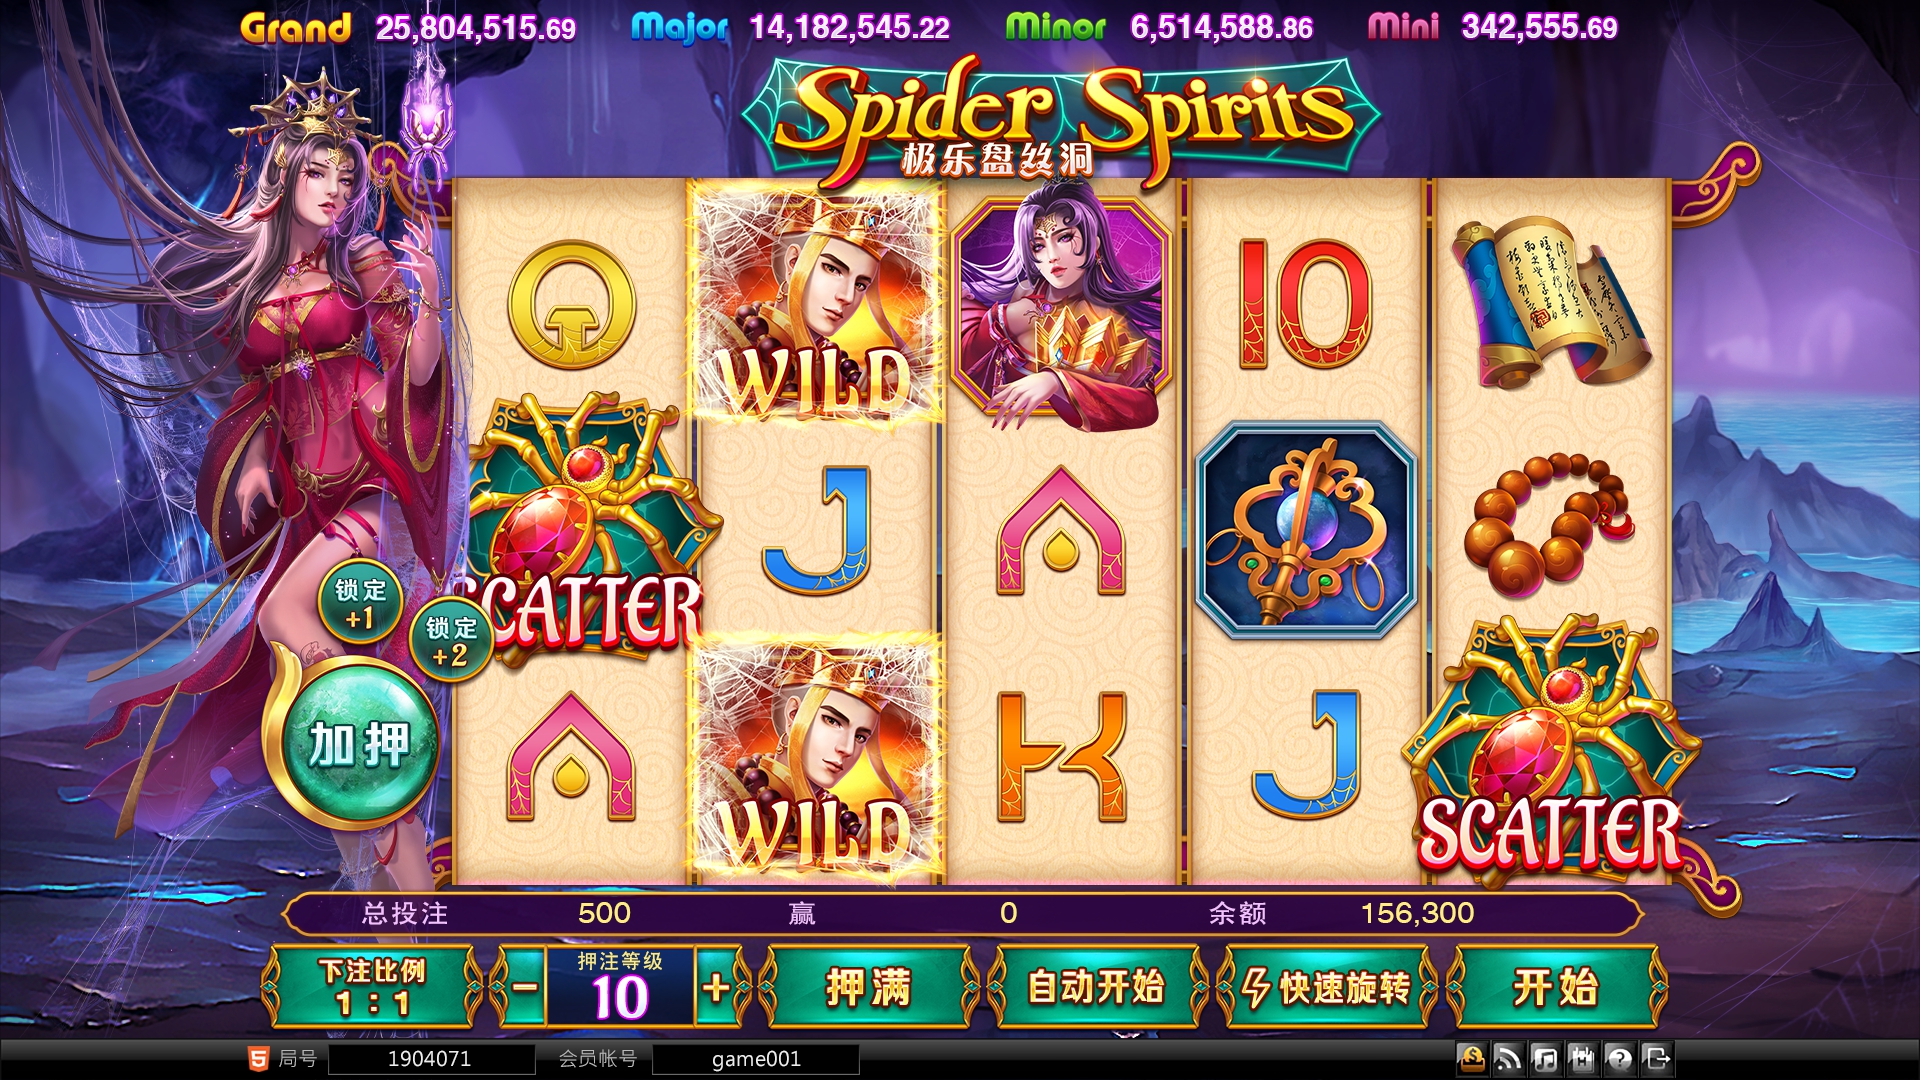 Grand 25,804,515.69 Major 14,182,545.22 Minor 6,514,588.86 Mini 342,555.69
Spider Spirits
极乐盘丝洞
Q WILD 10
SCATTER J A
A WILD K J SCATTER
锁定
+1
锁定
+2
加押
总投注 500 赢 0 余额 156,300
下注比例
1 : 1
− 押注等级
10 +
押满
自动开始
快速旋转
开始
局号 1904071 会员帐号 game001